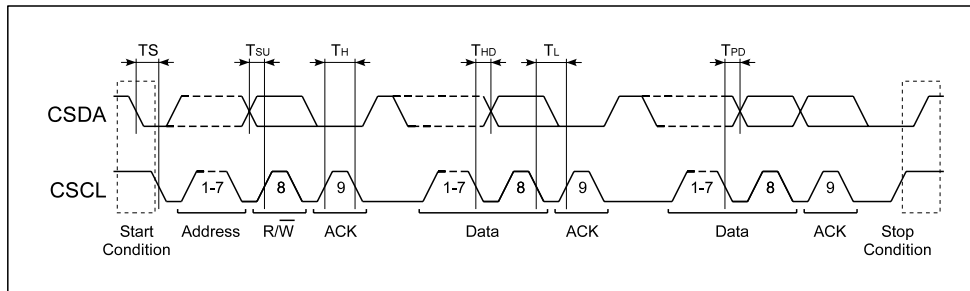 TS TSU TH THD TL TPD
CSDA
CSCL
1-7 8 9 1-7 8 9 1-7 8 9
Start Condition Address R/W̅ ACK Data ACK Data ACK Stop Condition